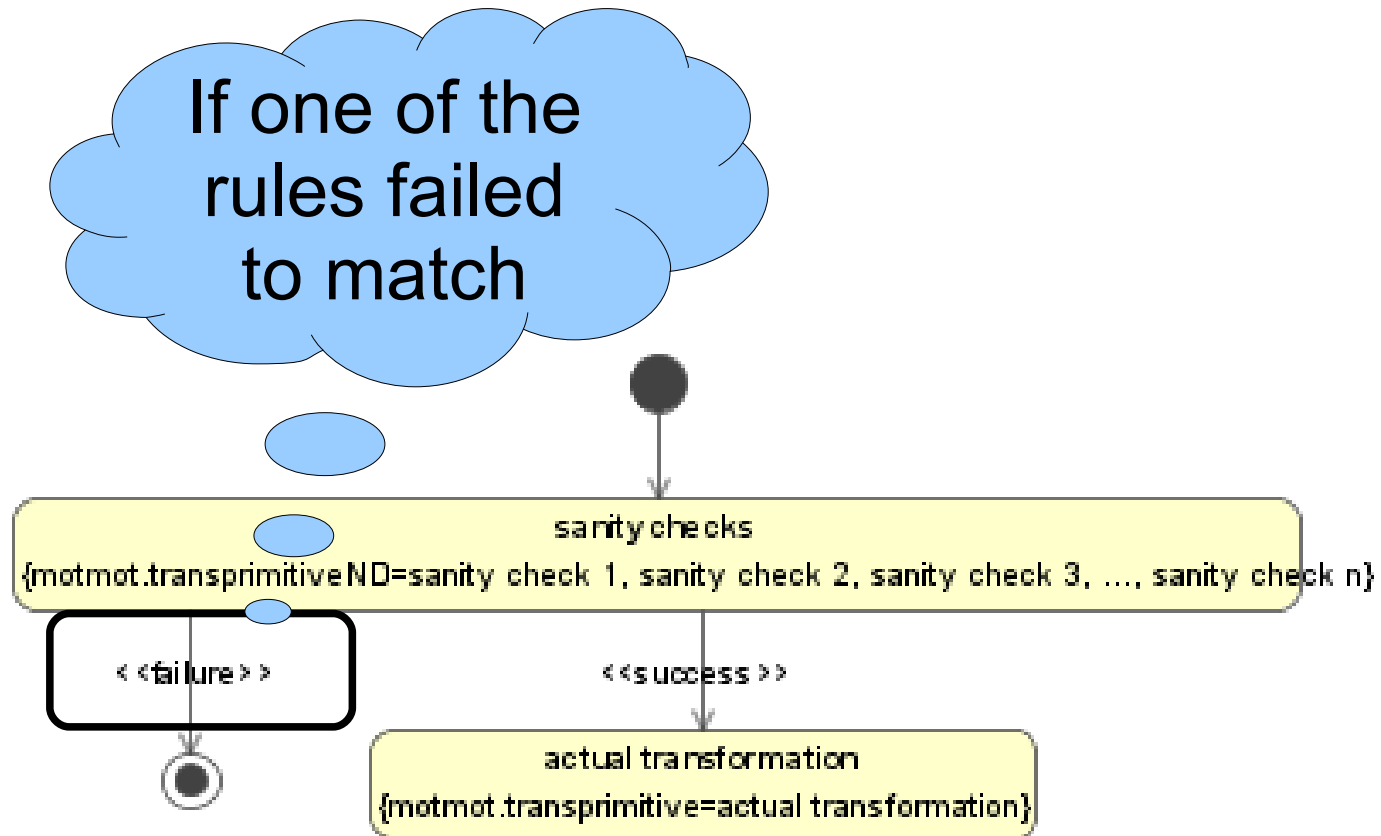 If one of the
rules failed
to match
sanity checks
{motmot.transprimitiveND=sanity check 1, sanity check 2, sanity check 3, ..., sanity check n}
<<failure>>
<<success>>
actual transformation
{motmot.transprimitive=actual transformation}